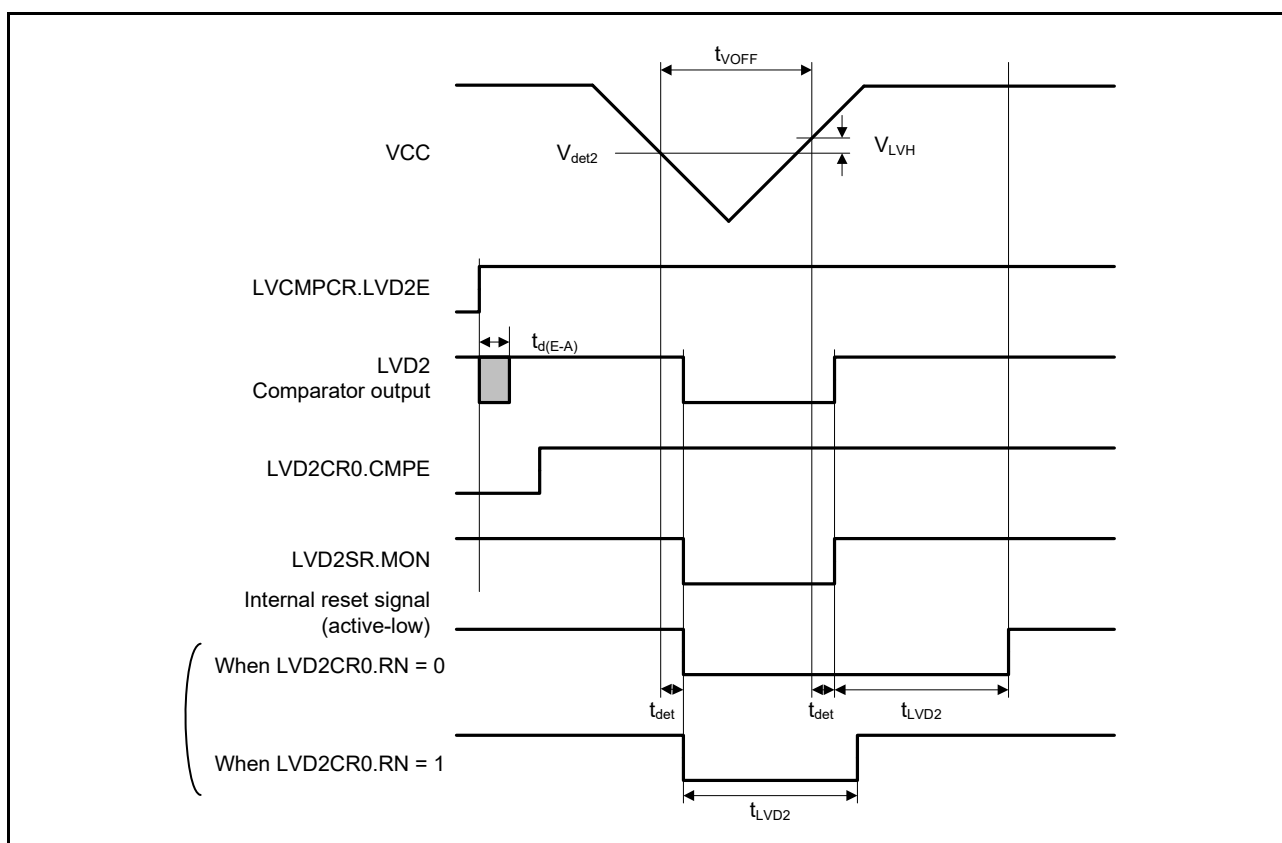 tVOFF
VCC
Vdet2
VLVH
LVCMPCR.LVD2E
td(E-A)
LVD2
Comparator output
LVD2CR0.CMPE
LVD2SR.MON
Internal reset signal
(active-low)
When LVD2CR0.RN = 0
tdet
tdet
tLVD2
When LVD2CR0.RN = 1
tLVD2